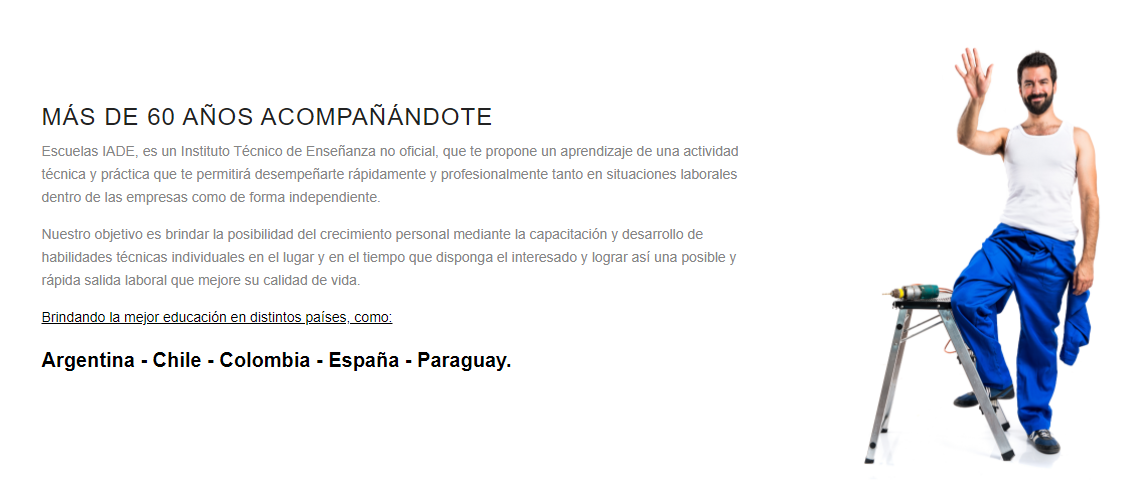 MÁS DE 60 AÑOS ACOMPAÑÁNDOTE
Escuelas IADE, es un Instituto Técnico de Enseñanza no oficial, que te propone un aprendizaje de una actividad
técnica y práctica que te permitirá desempeñarte rápidamente y profesionalmente tanto en situaciones laborales
dentro de las empresas como de forma independiente.
Nuestro objetivo es brindar la posibilidad del crecimiento personal mediante la capacitación y desarrollo de
habilidades técnicas individuales en el lugar y en el tiempo que disponga el interesado y lograr así una posible y
rápida salida laboral que mejore su calidad de vida.
Brindando la mejor educación en distintos países, como:
Argentina - Chile - Colombia - España - Paraguay.